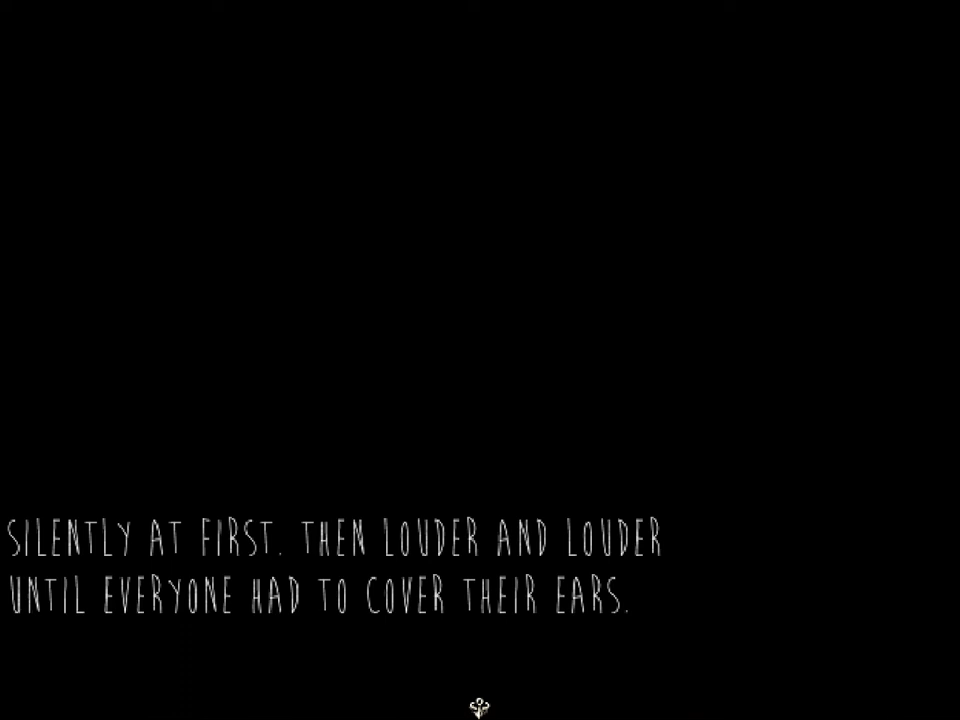 SILENTLY AT FIRST. THEN LOUDER AND LOUDER
UNTIL EVERYONE HAD TO COVER THEIR EARS.